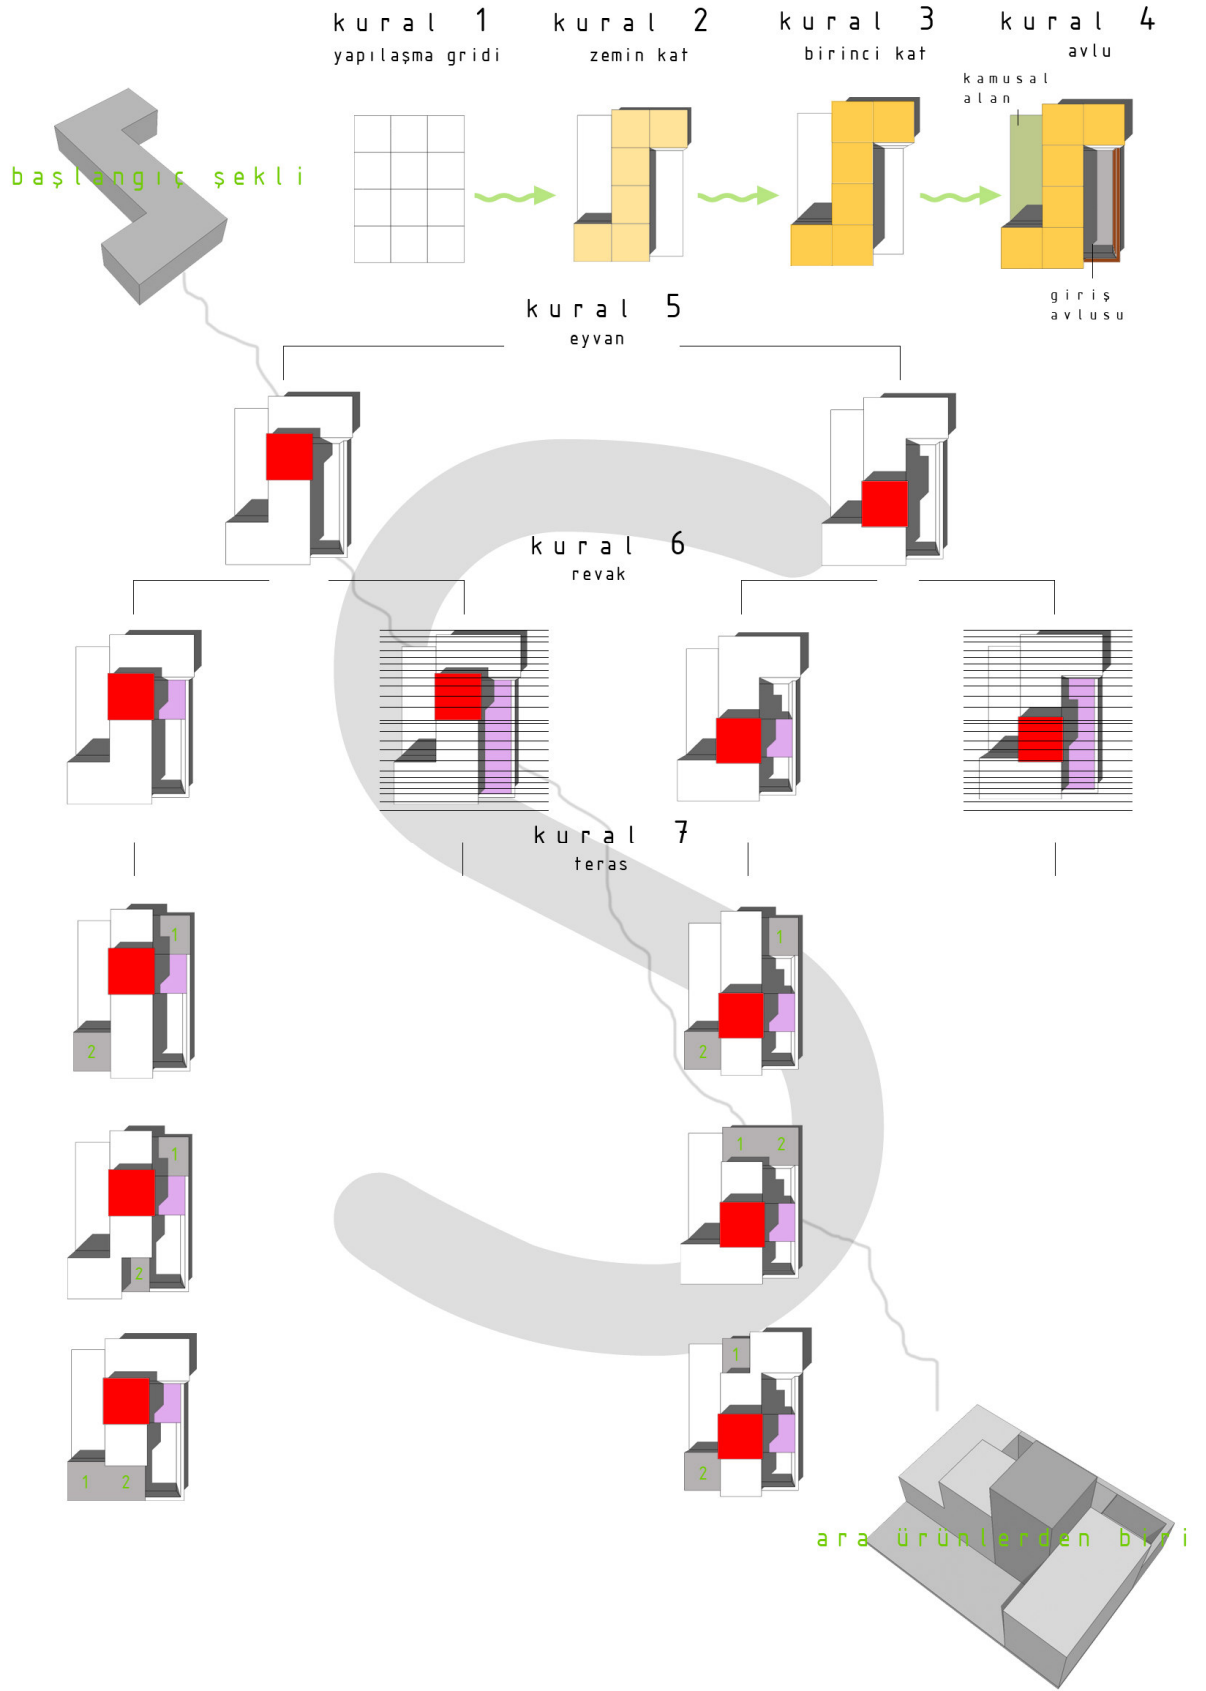 kural 1
yapılaşma gridi
kural 2
zemin kat
kural 3
birinci kat
kural 4
avlu
kamusal
alan
giriş
avlusu
başlangıç şekli
kural 5
eyvan
kural 6
revak
kural 7
teras
1
2
1
2
1
2
1
2
1 2
1 2
1
2
ara ürünlerden biri